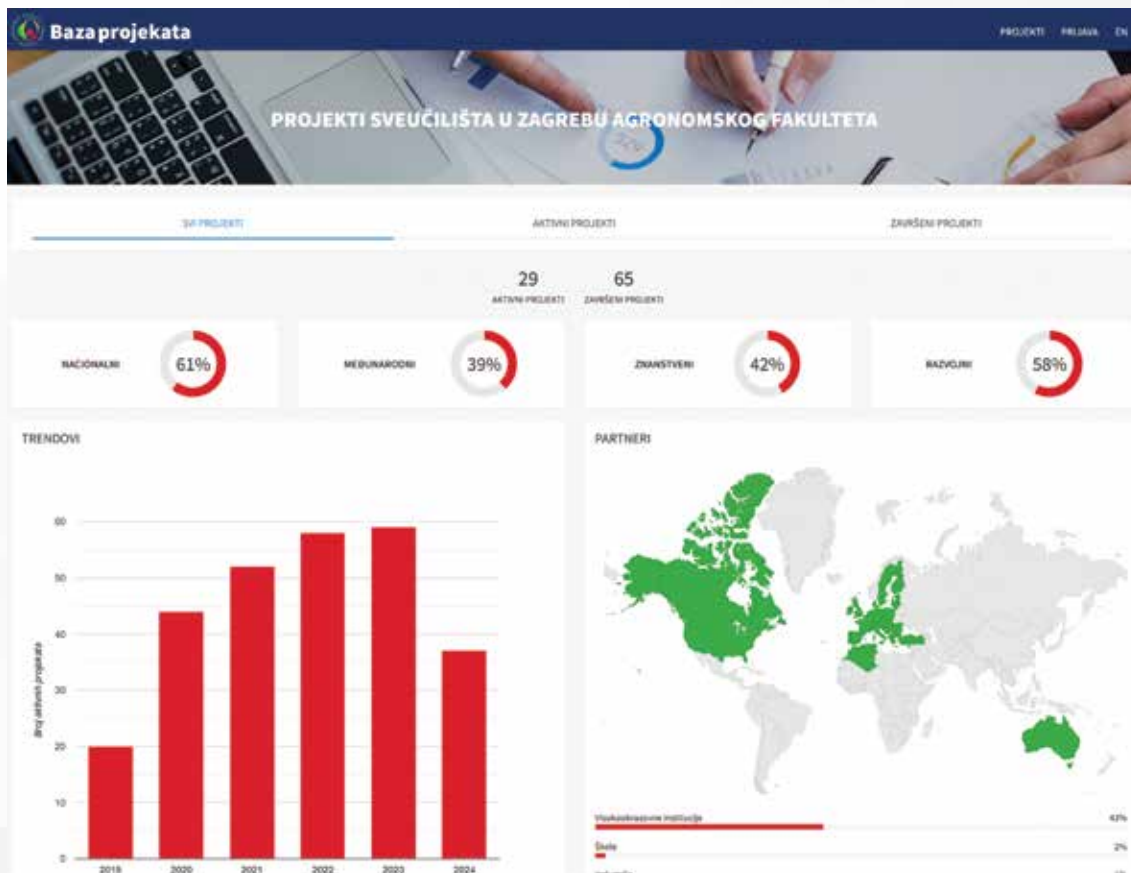 Bazaprojekata
PROJEKTI PRIJAVA EN
PROJEKTI SVEUČILIŠTA U ZAGREBU AGRONOMSKOG FAKULTETA
SVI PROJEKTI
AKTIVNI PROJEKTI
ZAVRŠENI PROJEKTI
29
AKTIVNI PROJEKTI
65
ZAVRŠENI PROJEKTI
NACIONALNI 61%
MEĐUNARODNI 39%
ZNANSTVENI 42%
RAZVOJNI 58%
TRENDOVI
60
50
40
30
20
10
0
Broj aktivnih projekata
2019 2020 2021 2022 2023 2024
PARTNERI
Visokoobrazovne institucije 43%
Škole 2%